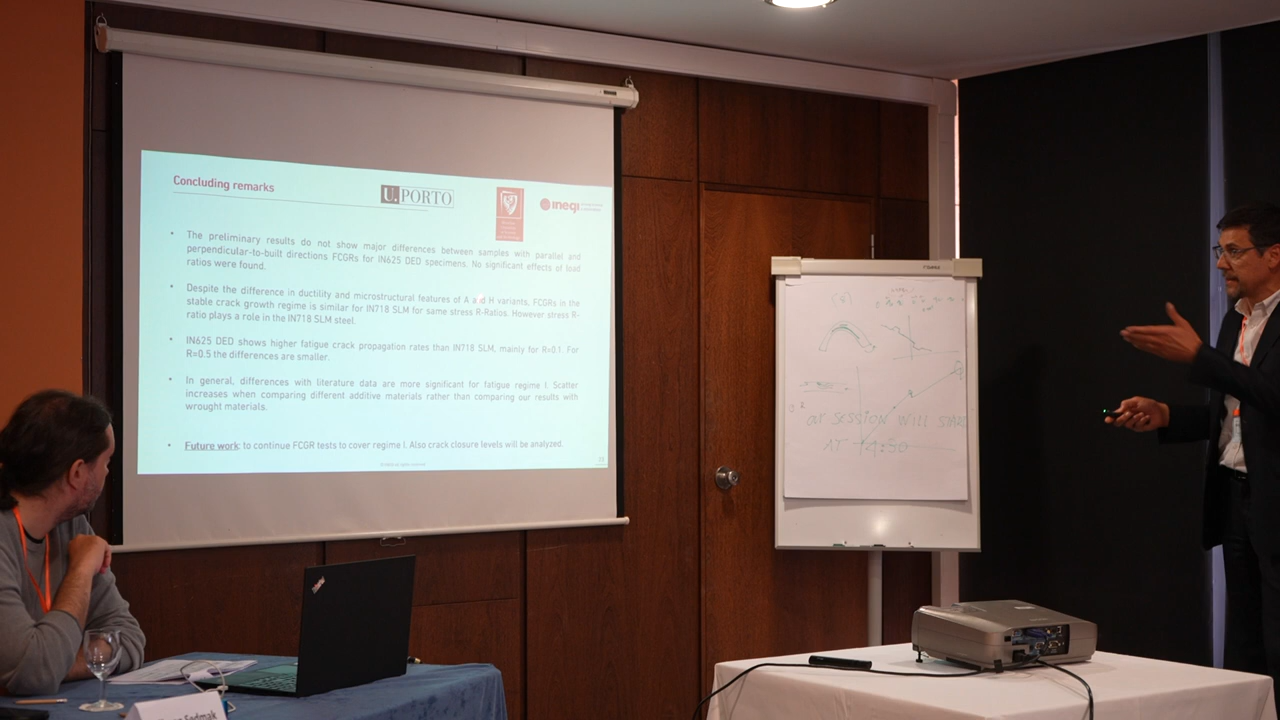 Concluding remarks
U.PORTO
inegi
• The preliminary results do not show major differences between samples with parallel and
perpendicular-to-built directions FCGRs for IN625 DED specimens. No significant effects of load
ratios were found.
• Despite the difference in ductility and microstructural features of A and H variants, FCGRs in the
stable crack growth regime is similar for IN718 SLM for same stress R-Ratios. However stress R-
ratio plays a role in the IN718 SLM steel.
• IN625 DED shows higher fatigue crack propagation rates than IN718 SLM, mainly for R=0.1. For
R=0.5 the differences are smaller.
• In general, differences with literature data are more significant for fatigue regime I. Scatter
increases when comparing different additive materials rather than comparing our results with
wrought materials.
• Future work: to continue FCGR tests to cover regime I. Also crack closure levels will be analyzed.
SESSION WILL START
AT 14:30
ThinkPad
Sedmak